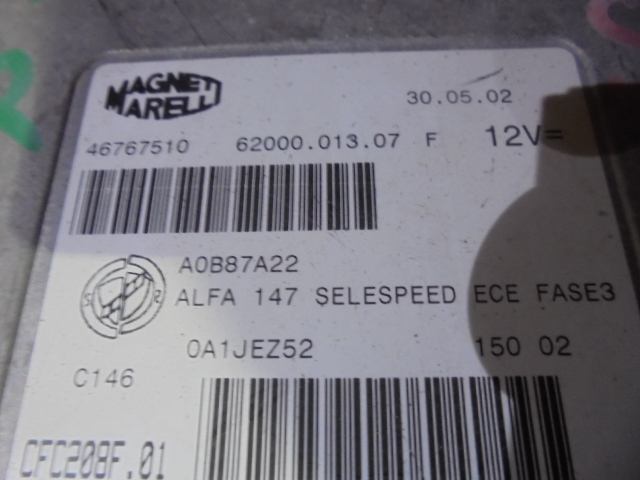 MAGNETI
MARELLI
30.05.02
46767510 62000.013.07 F 12V=
A0B87A22
ALFA 147 SELESPEED ECE FASE3
0A1JEZ52 150 02
C146
CFC208F.01